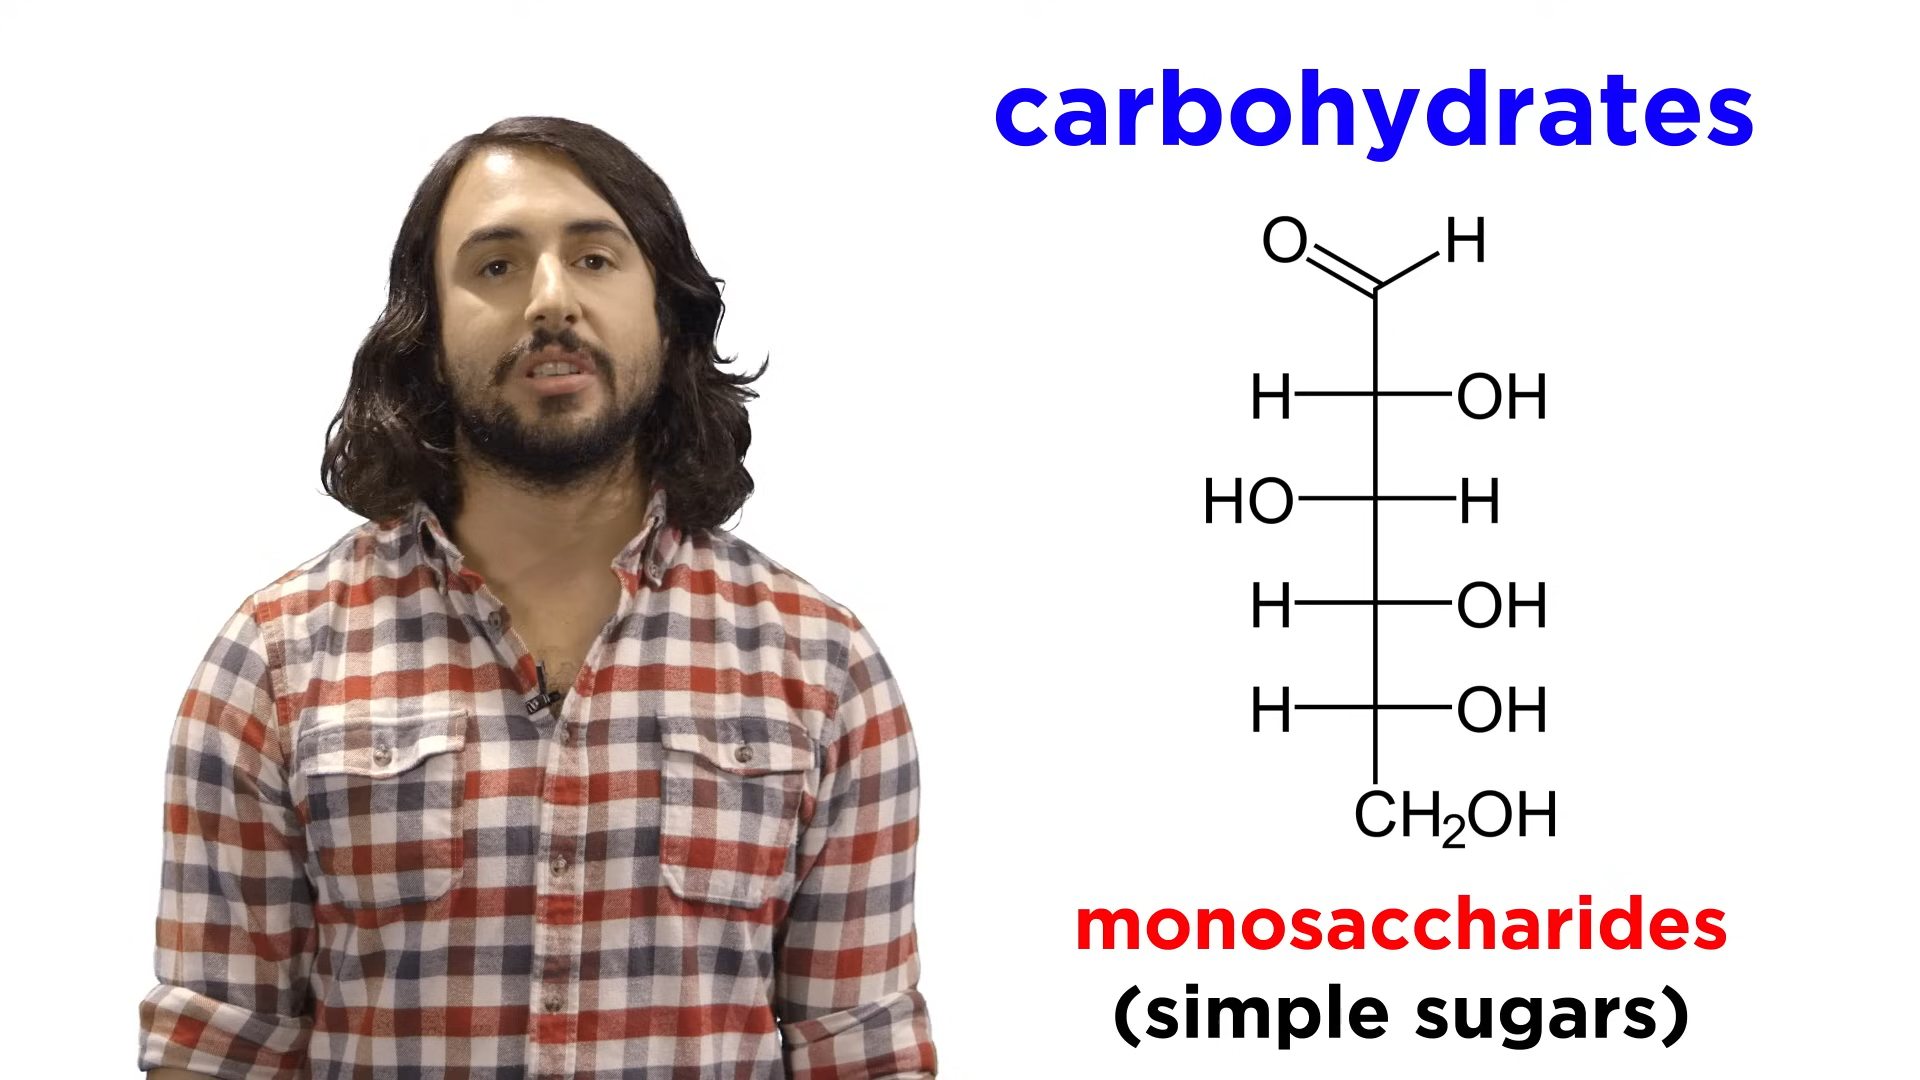 carbohydrates
O H
H OH
HO H
H OH
H OH
CH₂OH
monosaccharides
(simple sugars)